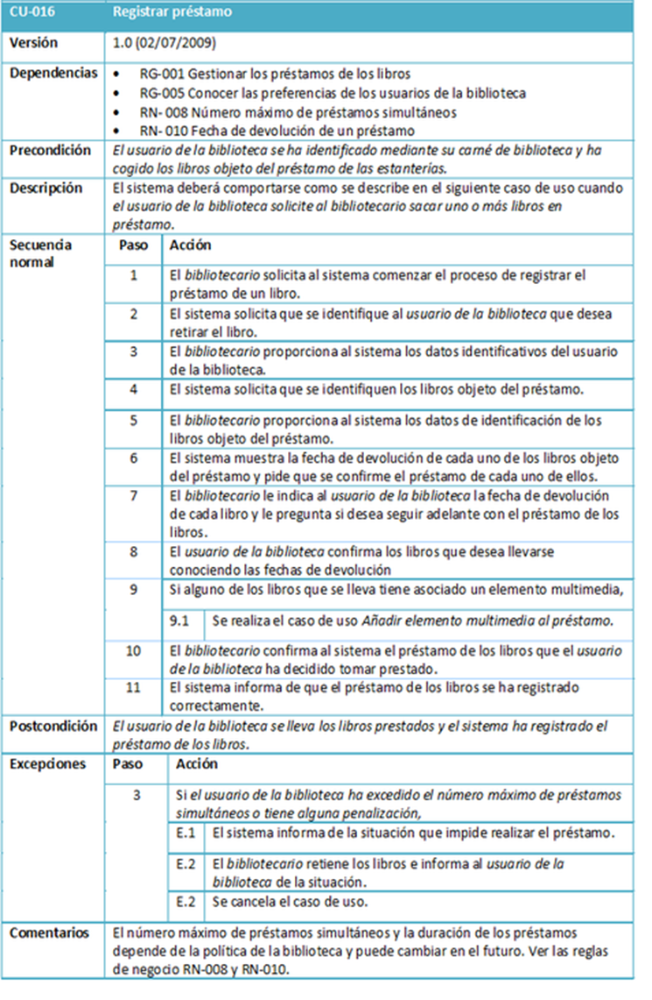 CU-016 Registrar préstamo
Versión 1.0 (02/07/2009)
Dependencias • RG-001 Gestionar los préstamos de los libros
• RG-005 Conocer las preferencias de los usuarios de la biblioteca
• RN- 008 Número máximo de préstamos simultáneos
• RN- 010 Fecha de devolución de un préstamo
Precondición El usuario de la biblioteca se ha identificado mediante su carné de biblioteca y ha
cogido los libros objeto del préstamo de las estanterías.
Descripción El sistema deberá comportarse como se describe en el siguiente caso de uso cuando
el usuario de la biblioteca solicite al bibliotecario sacar uno o más libros en
préstamo.
Secuencia Paso Acción
normal
1 El bibliotecario solicita al sistema comenzar el proceso de registrar el
préstamo de un libro.
2 El sistema solicita que se identifique al usuario de la biblioteca que desea
retirar el libro.
3 El bibliotecario proporciona al sistema los datos identificativos del usuario
de la biblioteca.
4 El sistema solicita que se identifiquen los libros objeto del préstamo.
5 El bibliotecario proporciona al sistema los datos de identificación de los
libros objeto del préstamo.
6 El sistema muestra la fecha de devolución de cada uno de los libros objeto
del préstamo y pide que se confirme el préstamo de cada uno de ellos.
7 El bibliotecario le indica al usuario de la biblioteca la fecha de devolución
de cada libro y le pregunta si desea seguir adelante con el préstamo de los
libros.
8 El usuario de la biblioteca confirma los libros que desea llevarse
conociendo las fechas de devolución
9 Si alguno de los libros que se lleva tiene asociado un elemento multimedia,
9.1 Se realiza el caso de uso Añadir elemento multimedia al préstamo.
10 El bibliotecario confirma al sistema el préstamo de los libros que el usuario
de la biblioteca ha decidido tomar prestado.
11 El sistema informa de que el préstamo de los libros se ha registrado
correctamente.
Postcondición El usuario de la biblioteca se lleva los libros prestados y el sistema ha registrado el
préstamo de los libros.
Excepciones Paso Acción
3 Si el usuario de la biblioteca ha excedido el número máximo de préstamos
simultáneos o tiene alguna penalización,
E.1 El sistema informa de la situación que impide realizar el préstamo.
E.2 El bibliotecario retiene los libros e informa al usuario de la
biblioteca de la situación.
E.2 Se cancela el caso de uso.
Comentarios El número máximo de préstamos simultáneos y la duración de los préstamos
depende de la política de la biblioteca y puede cambiar en el futuro. Ver las reglas
de negocio RN-008 y RN-010.